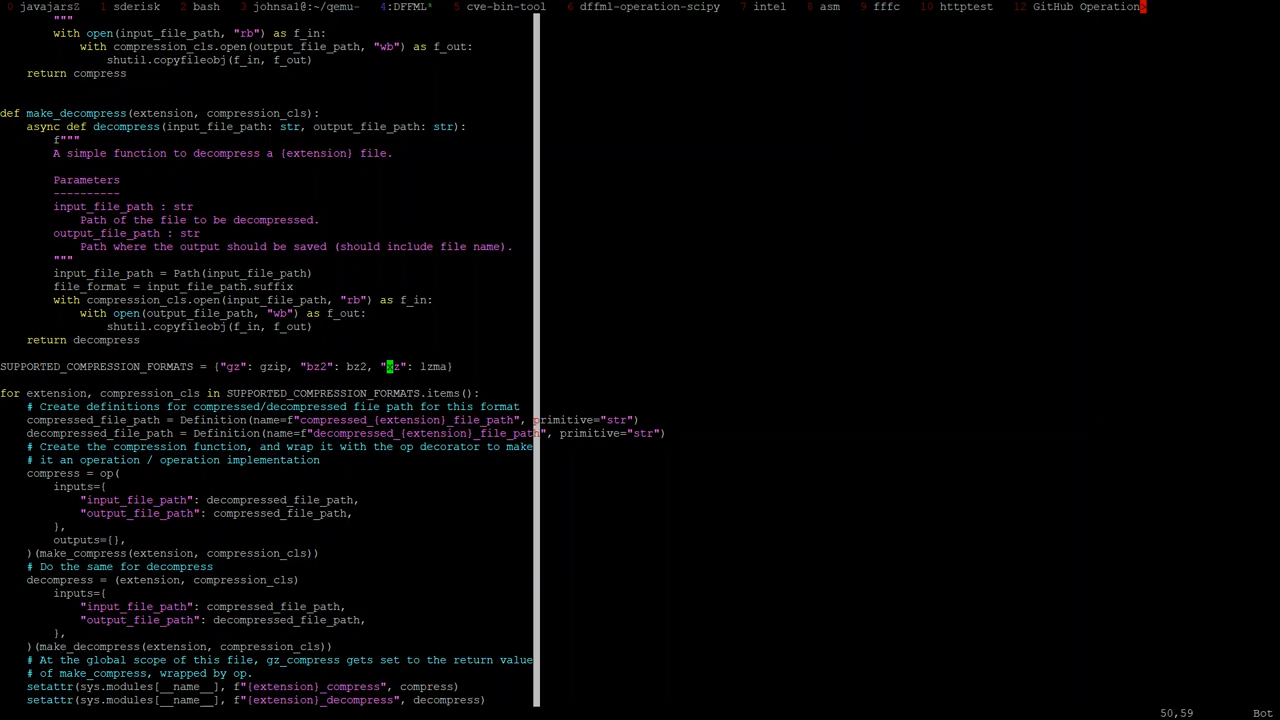 0 javajarsZ 1 sderisk 2 bash 3 johnsal@:~/qemu- 4:DFFML* 5 cve-bin-tool 6 dffml-operation-scipy 7 intel 8 asm 9 fffc 10 httptest 12 GitHub Operation>
        """
        with open(input_file_path, "rb") as f_in:
            with compression_cls.open(output_file_path, "wb") as f_out:
                shutil.copyfileobj(f_in, f_out)
    return compress


def make_decompress(extension, compression_cls):
    async def decompress(input_file_path: str, output_file_path: str):
        f"""
        A simple function to decompress a {extension} file.

        Parameters
        ----------
        input_file_path : str
            Path of the file to be decompressed.
        output_file_path : str
            Path where the output should be saved (should include file name).
        """
        input_file_path = Path(input_file_path)
        file_format = input_file_path.suffix
        with compression_cls.open(input_file_path, "rb") as f_in:
            with open(output_file_path, "wb") as f_out:
                shutil.copyfileobj(f_in, f_out)
    return decompress

SUPPORTED_COMPRESSION_FORMATS = {"gz": gzip, "bz2": bz2, "xz": lzma}

for extension, compression_cls in SUPPORTED_COMPRESSION_FORMATS.items():
    # Create definitions for compressed/decompressed file path for this format
    compressed_file_path = Definition(name=f"compressed_{extension}_file_path", primitive="str")
    decompressed_file_path = Definition(name=f"decompressed_{extension}_file_path", primitive="str")
    # Create the compression function, and wrap it with the op decorator to make
    # it an operation / operation implementation
    compress = op(
        inputs={
            "input_file_path": decompressed_file_path,
            "output_file_path": compressed_file_path,
        },
        outputs={},
    )(make_compress(extension, compression_cls))
    # Do the same for decompress
    decompress = (extension, compression_cls)
        inputs={
            "input_file_path": compressed_file_path,
            "output_file_path": decompressed_file_path,
        },
    )(make_decompress(extension, compression_cls))
    # At the global scope of this file, gz_compress gets set to the return value
    # of make_compress, wrapped by op.
    setattr(sys.modules[__name__], f"{extension}_compress", compress)
    setattr(sys.modules[__name__], f"{extension}_decompress", decompress)
50,59 Bot